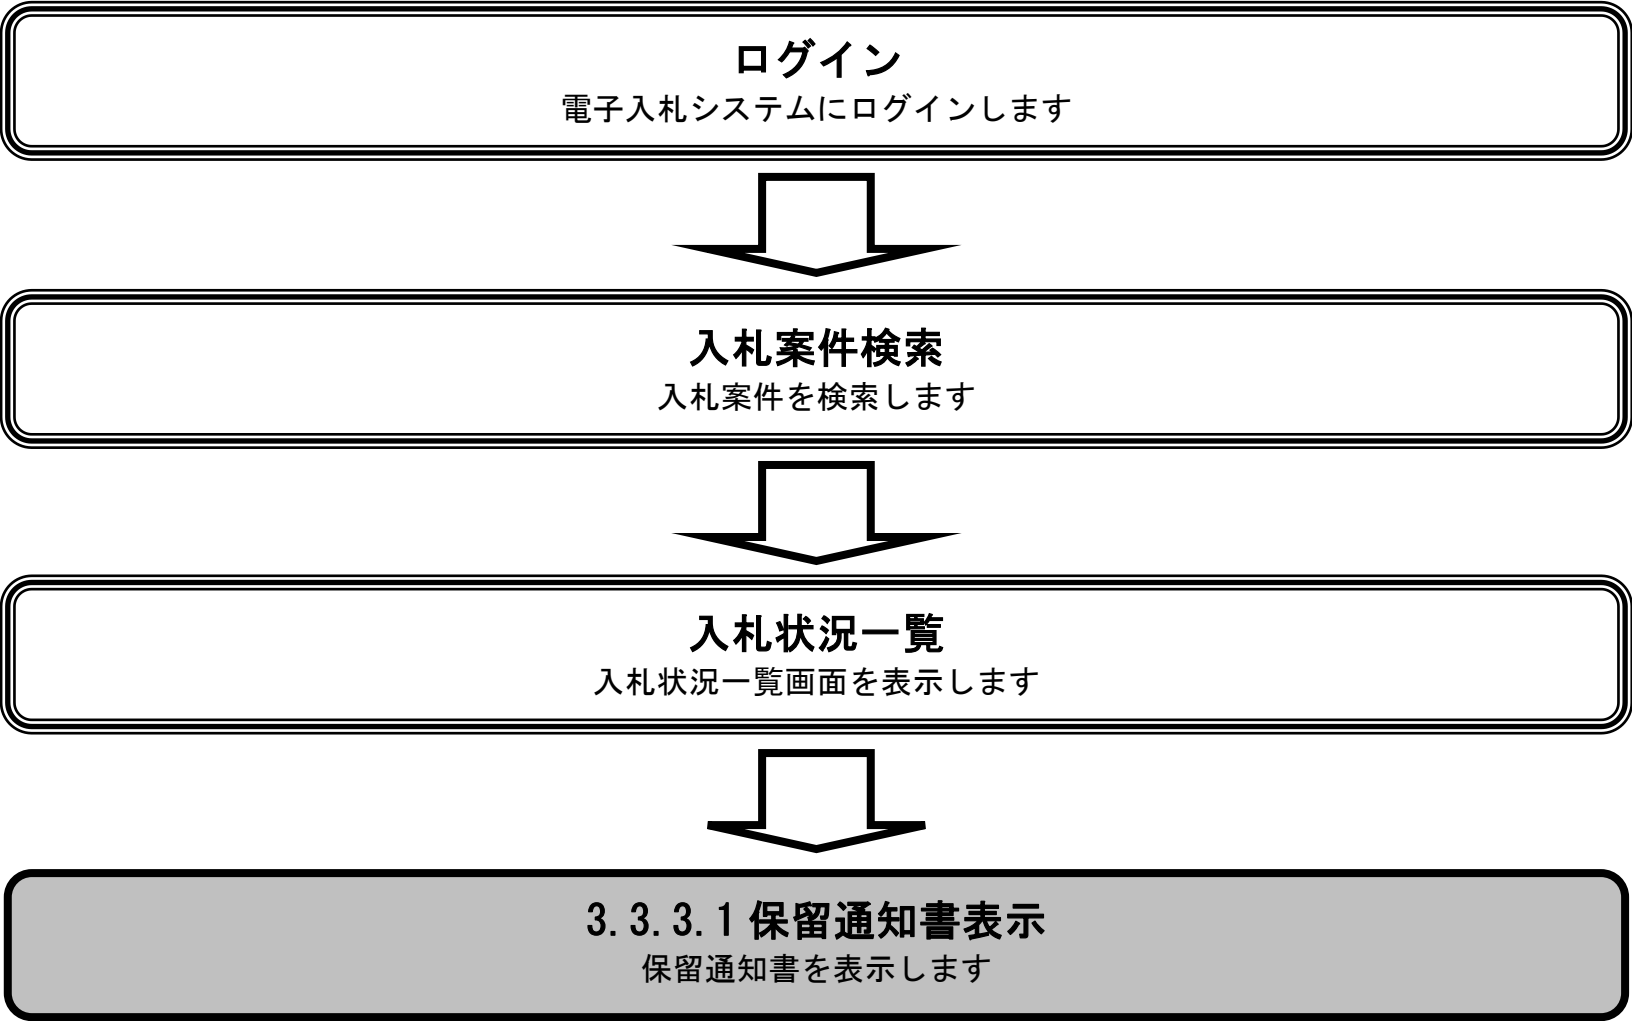 ログイン
電子入札システムにログインします
入札案件検索
入札案件を検索します
入札状況一覧
入札状況一覧画面を表示します
3.3.3.1保留通知書表示
保留通知書を表示します